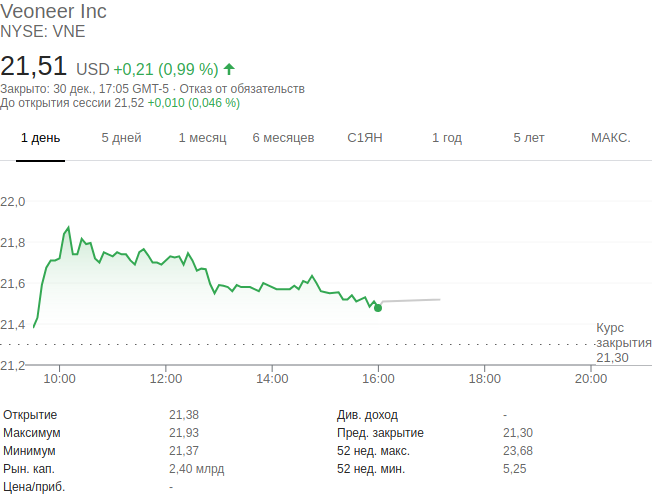 Veoneer Inc
NYSE: VNE
21,51 USD +0,21 (0,99 %)
Закрыто: 30 дек., 17:05 GMT-5 · Отказ от обязательств
До открытия сессии 21,52 +0,010 (0,046 %)
1 день 5 дней 1 месяц 6 месяцев С1ЯН 1 год 5 лет МАКС.
22,0
21,8
21,6
21,4
Курс
закрытия
21,30
21,2
10:00 12:00 14:00 16:00 18:00 20:00
Открытие 21,38 Див. доход -
Максимум 21,93 Пред. закрытие 21,30
Минимум 21,37 52 нед. макс. 23,68
Рын. кап. 2,40 млрд 52 нед. мин. 5,25
Цена/приб. -